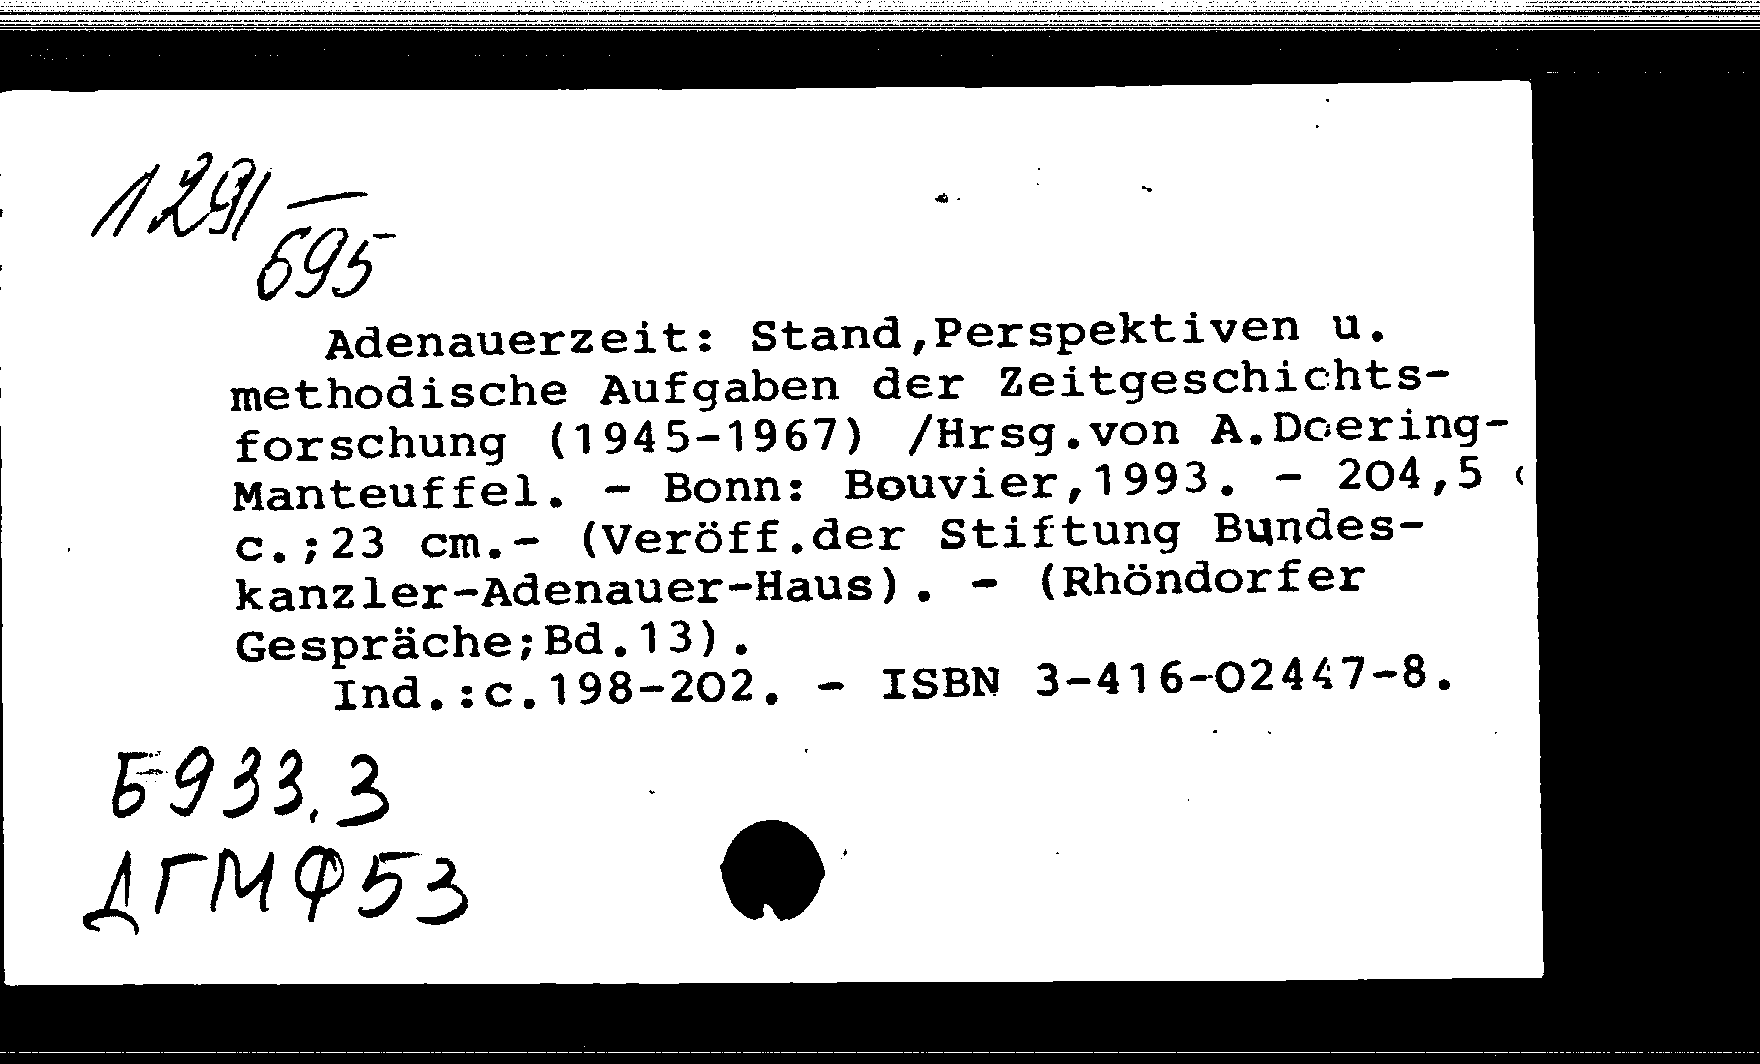 1291—
695
Adenauerzeit: Stand,Perspektiven u.
methodische Aufgaben der Zeitgeschichts-
forschung (1945-1967) /Hrsg.von A.Doering-
Manteuffel. - Bonn: Bouvier,1993. - 204,5
c.;23 cm.- (Veröff.der Stiftung Bundes-
kanzler-Adenauer-Haus). - (Rhöndorfer
Gespräche;Bd.13).
Ind.:c.198-202. - ISBN 3-416-02447-8.
Б933.3
ДГМФ53